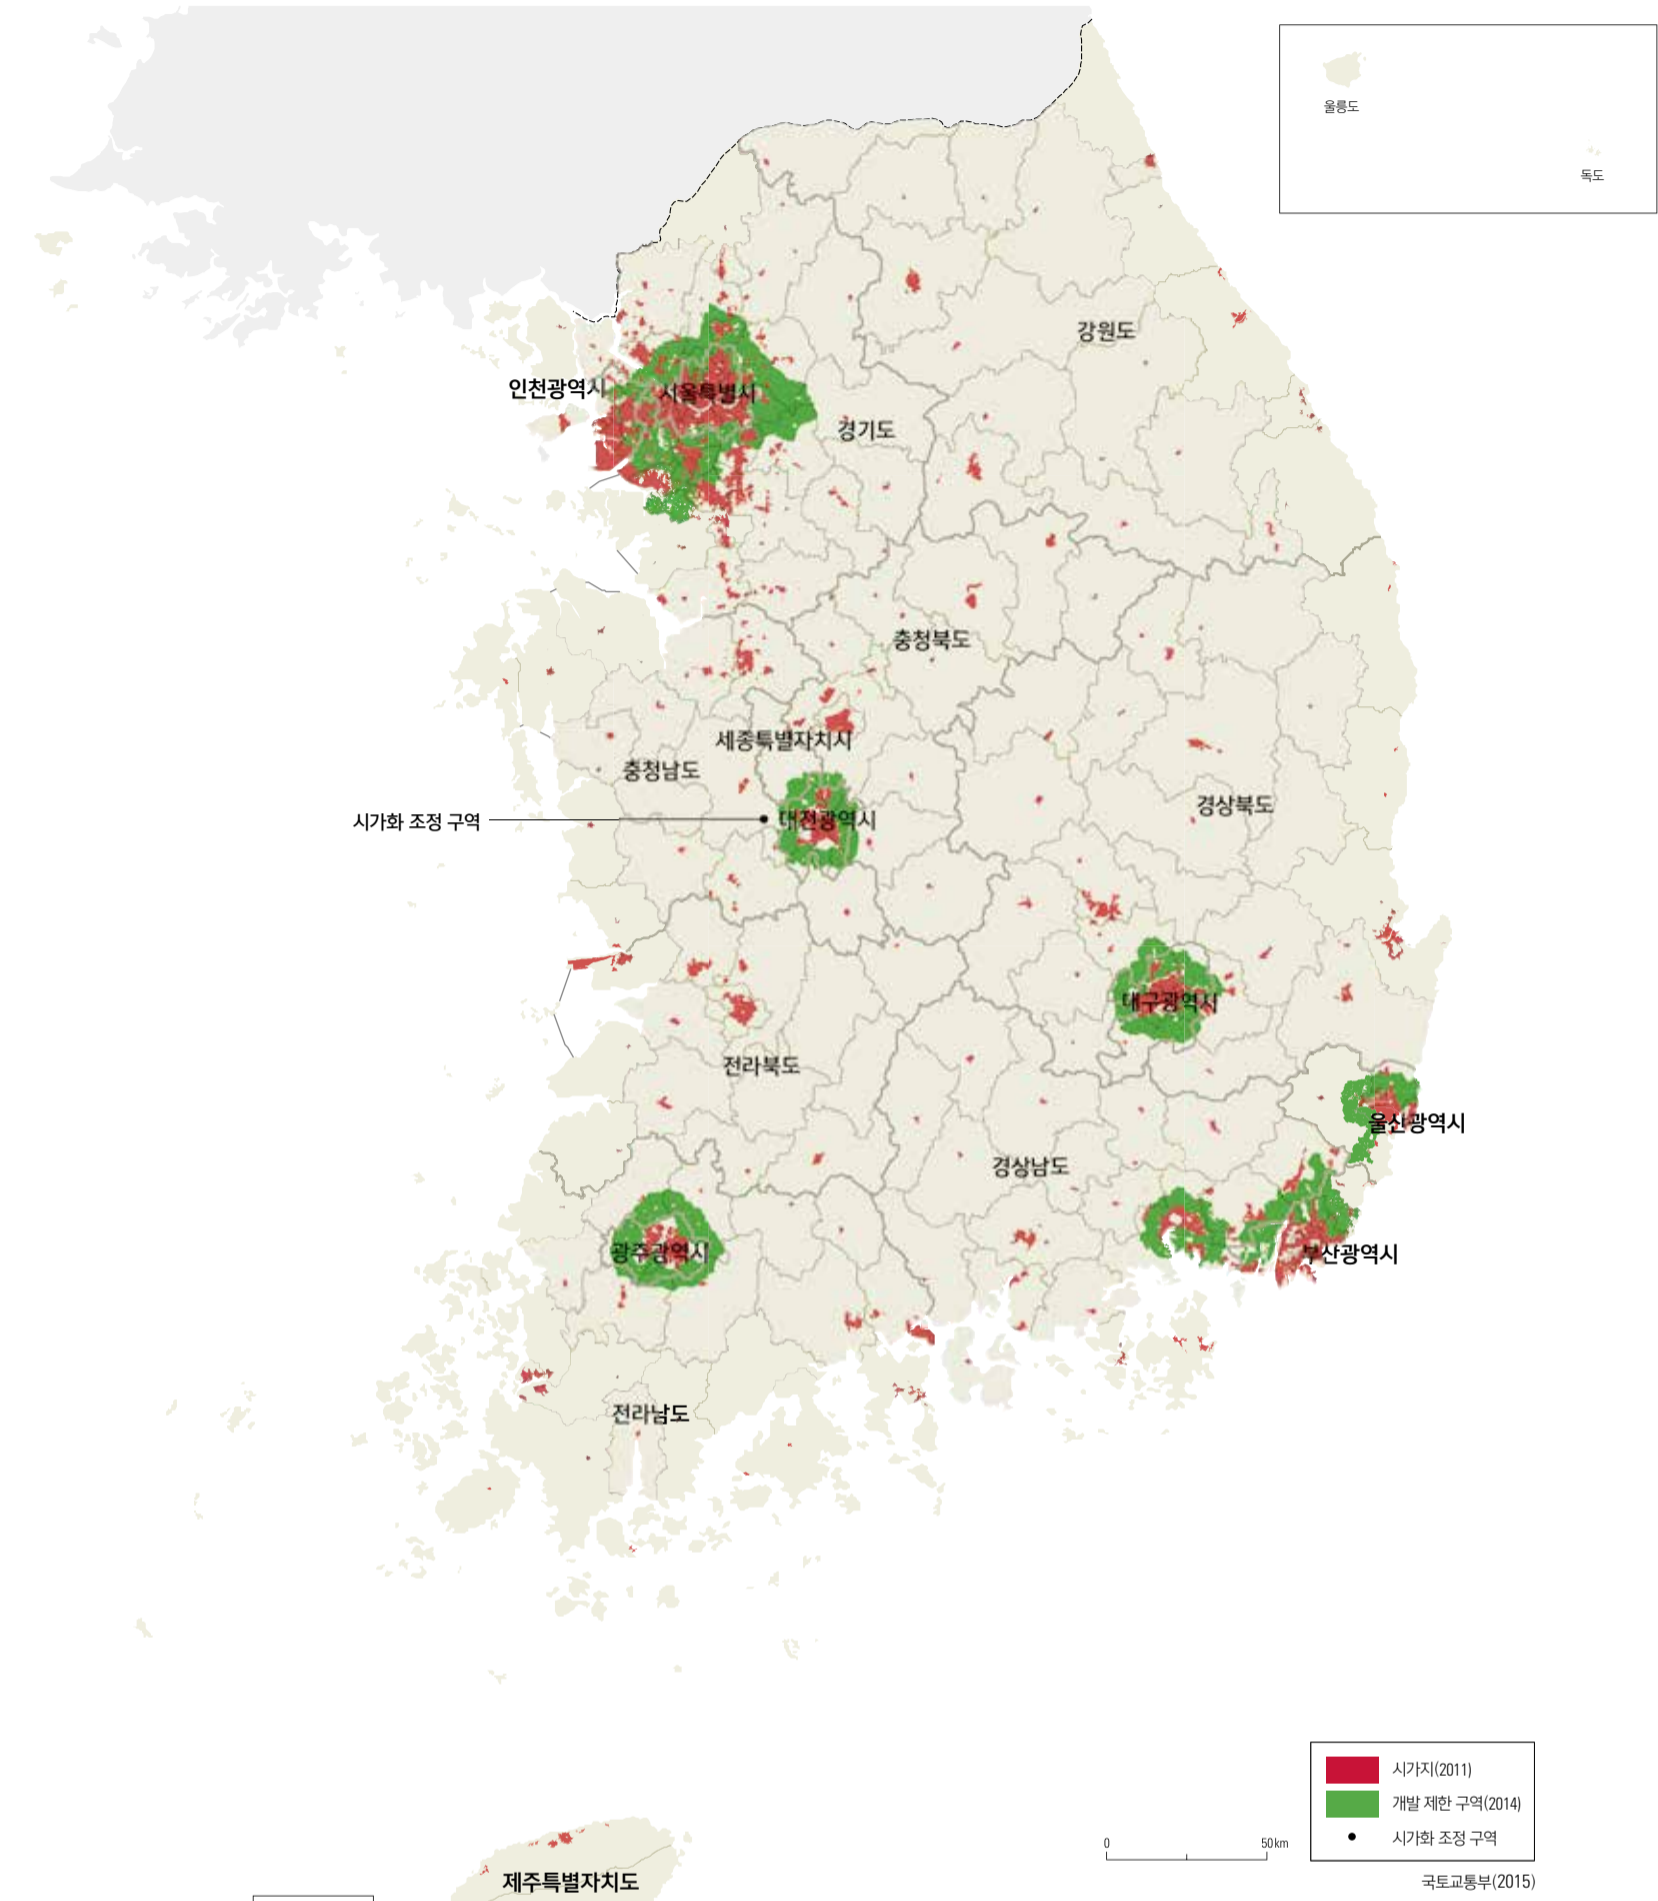 울릉도
독도
강원도
인천광역시
서울특별시
경기도
충청북도
세종특별자치시
충청남도
경상북도
시가화 조정 구역
대전광역시
대구광역시
전라북도
울산광역시
경상남도
광주광역시
부산광역시
전라남도
시가지(2011)
개발 제한 구역(2014)
시가화 조정 구역
0 50km
국토교통부(2015)
제주특별자치도